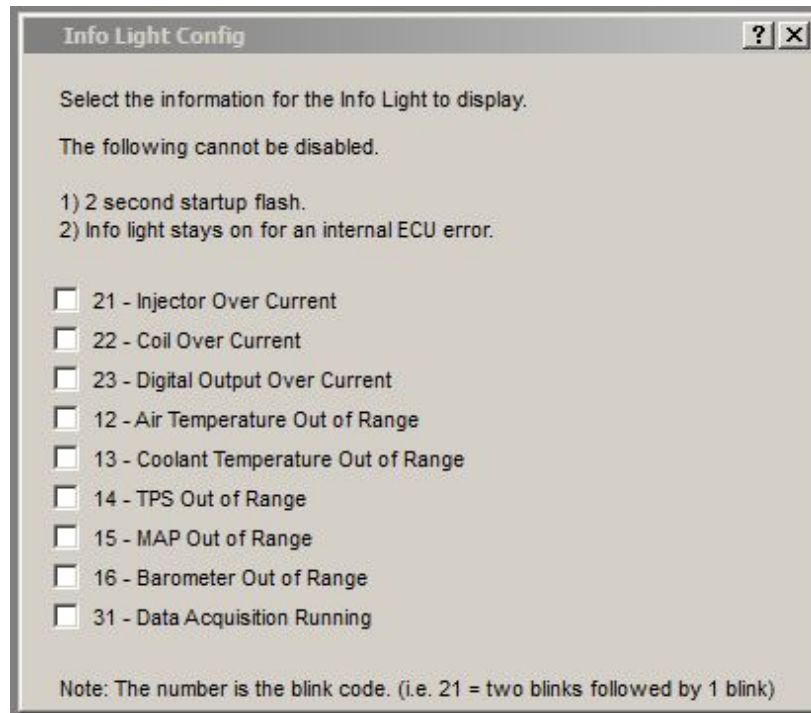 Info Light Config
Select the information for the Info Light to display.
The following cannot be disabled.
1) 2 second startup flash.
2) Info light stays on for an internal ECU error.
21 - Injector Over Current
22 - Coil Over Current
23 - Digital Output Over Current
12 - Air Temperature Out of Range
13 - Coolant Temperature Out of Range
14 - TPS Out of Range
15 - MAP Out of Range
16 - Barometer Out of Range
31 - Data Acquisition Running
Note: The number is the blink code. (i.e. 21 = two blinks followed by 1 blink)